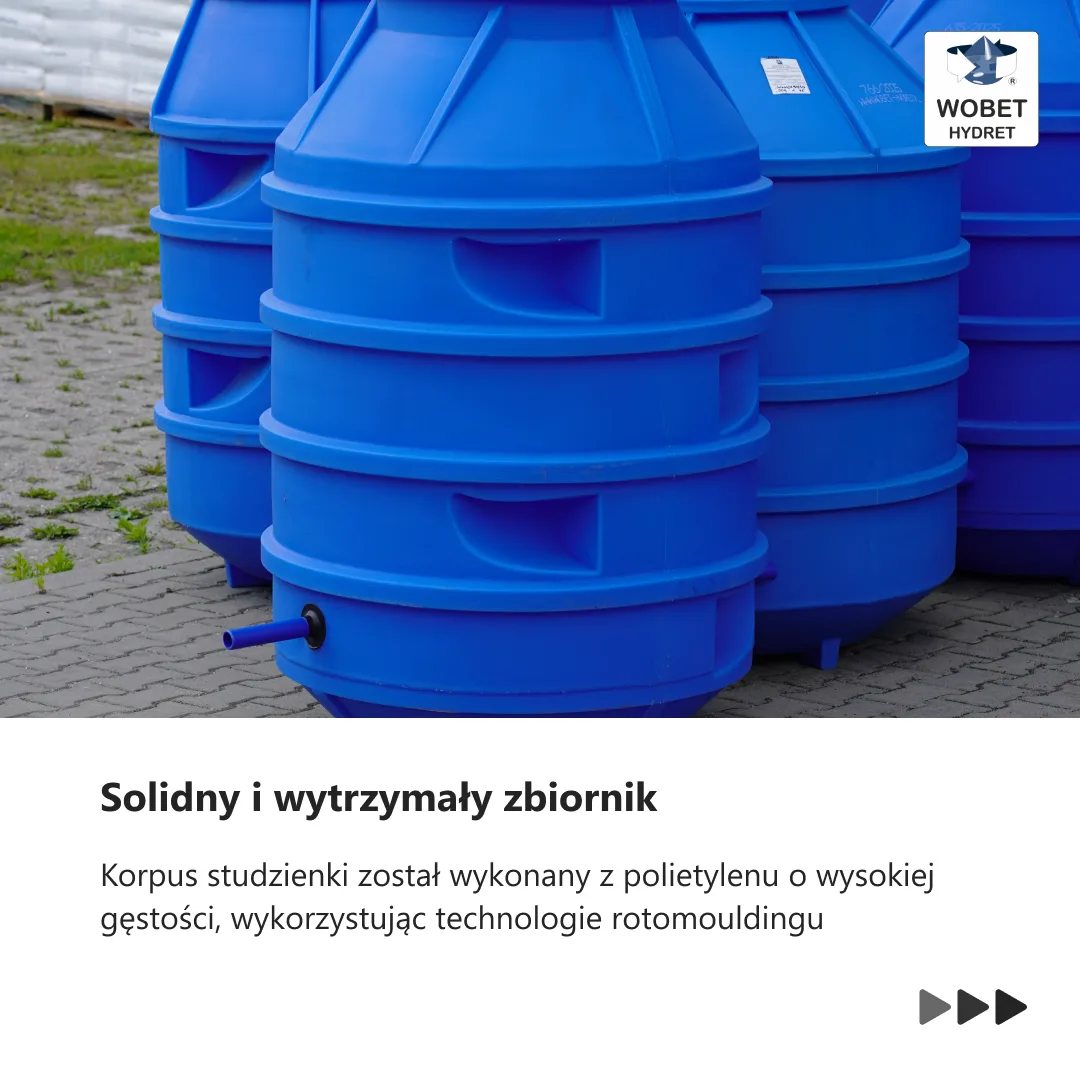 WOBET
HYDRET
®
Solidny i wytrzymały zbiornik
Korpus studzienki został wykonany z polietylenu o wysokiej
gęstości, wykorzystując technologie rotomouldingu